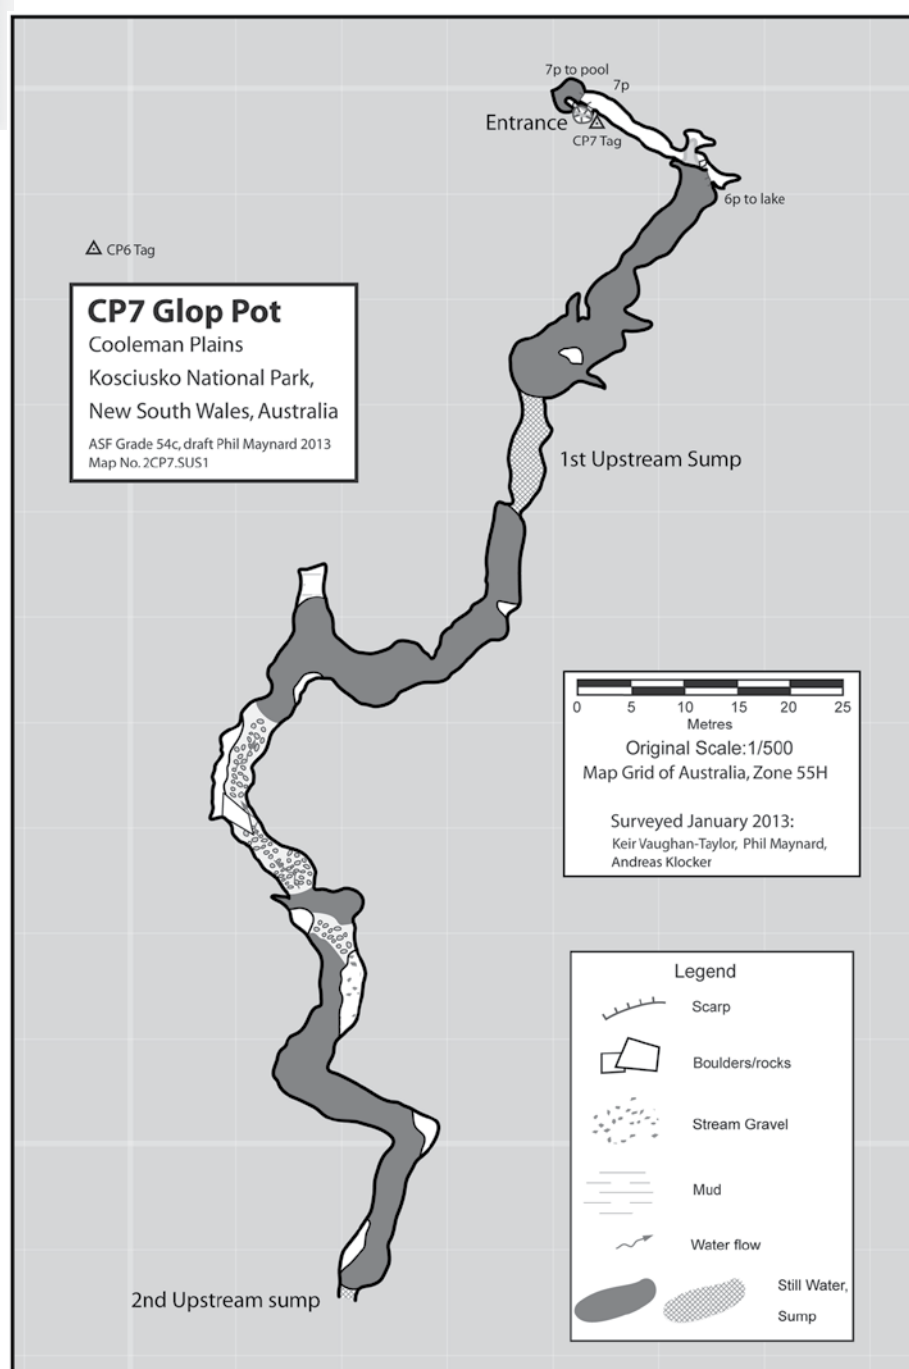 7p to pool
7p
Entrance
CP7 Tag
6p to lake
CP6 Tag
CP7 Glop Pot
Cooleman Plains
Kosciusko National Park,
New South Wales, Australia
ASF Grade 54c, draft Phil Maynard 2013
Map No. 2CP7.SUS1
1st Upstream Sump
0 5 10 15 20 25
Metres
Original Scale:1/500
Map Grid of Australia, Zone 55H
Surveyed January 2013:
Keir Vaughan-Taylor, Phil Maynard,
Andreas Klocker
Legend
Scarp
Boulders/rocks
Stream Gravel
Mud
Water flow
Still Water,
Sump
2nd Upstream sump